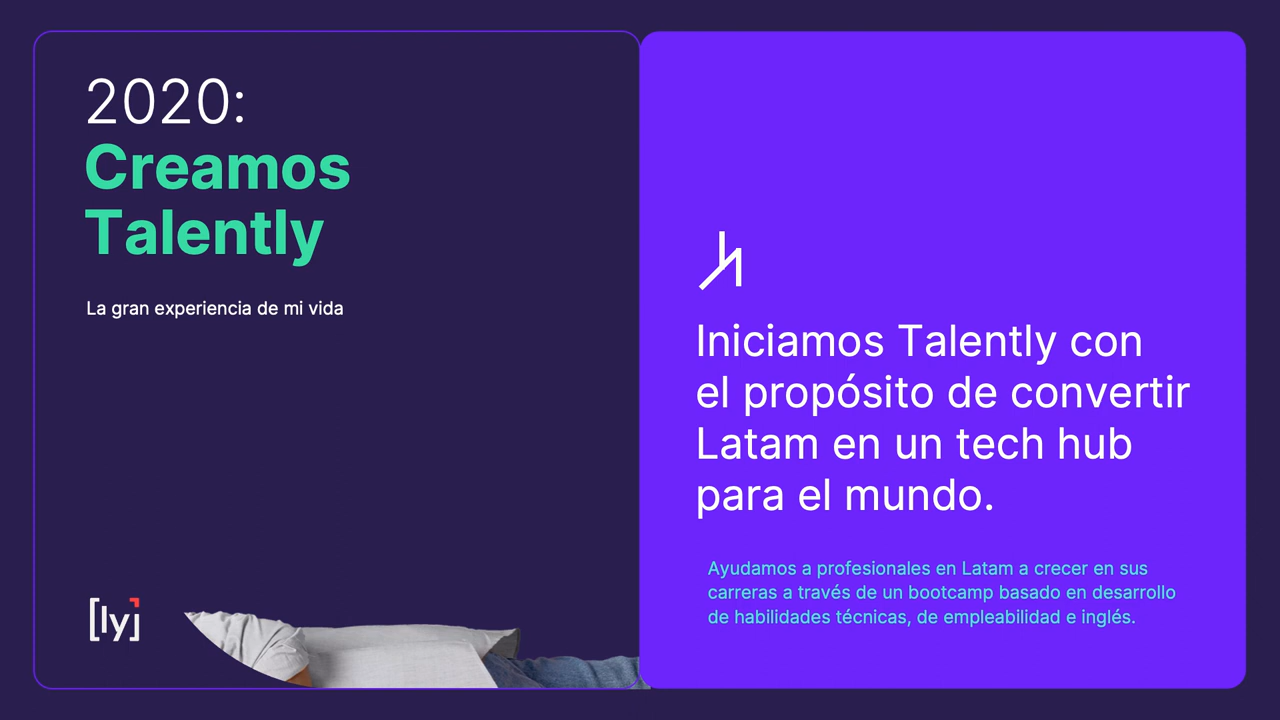 2020:
Creamos
Talently
La gran experiencia de mi vida
[ly]
Iniciamos Talently con
el propósito de convertir
Latam en un tech hub
para el mundo.
Ayudamos a profesionales en Latam a crecer en sus
carreras a través de un bootcamp basado en desarrollo
de habilidades técnicas, de empleabilidad e inglés.